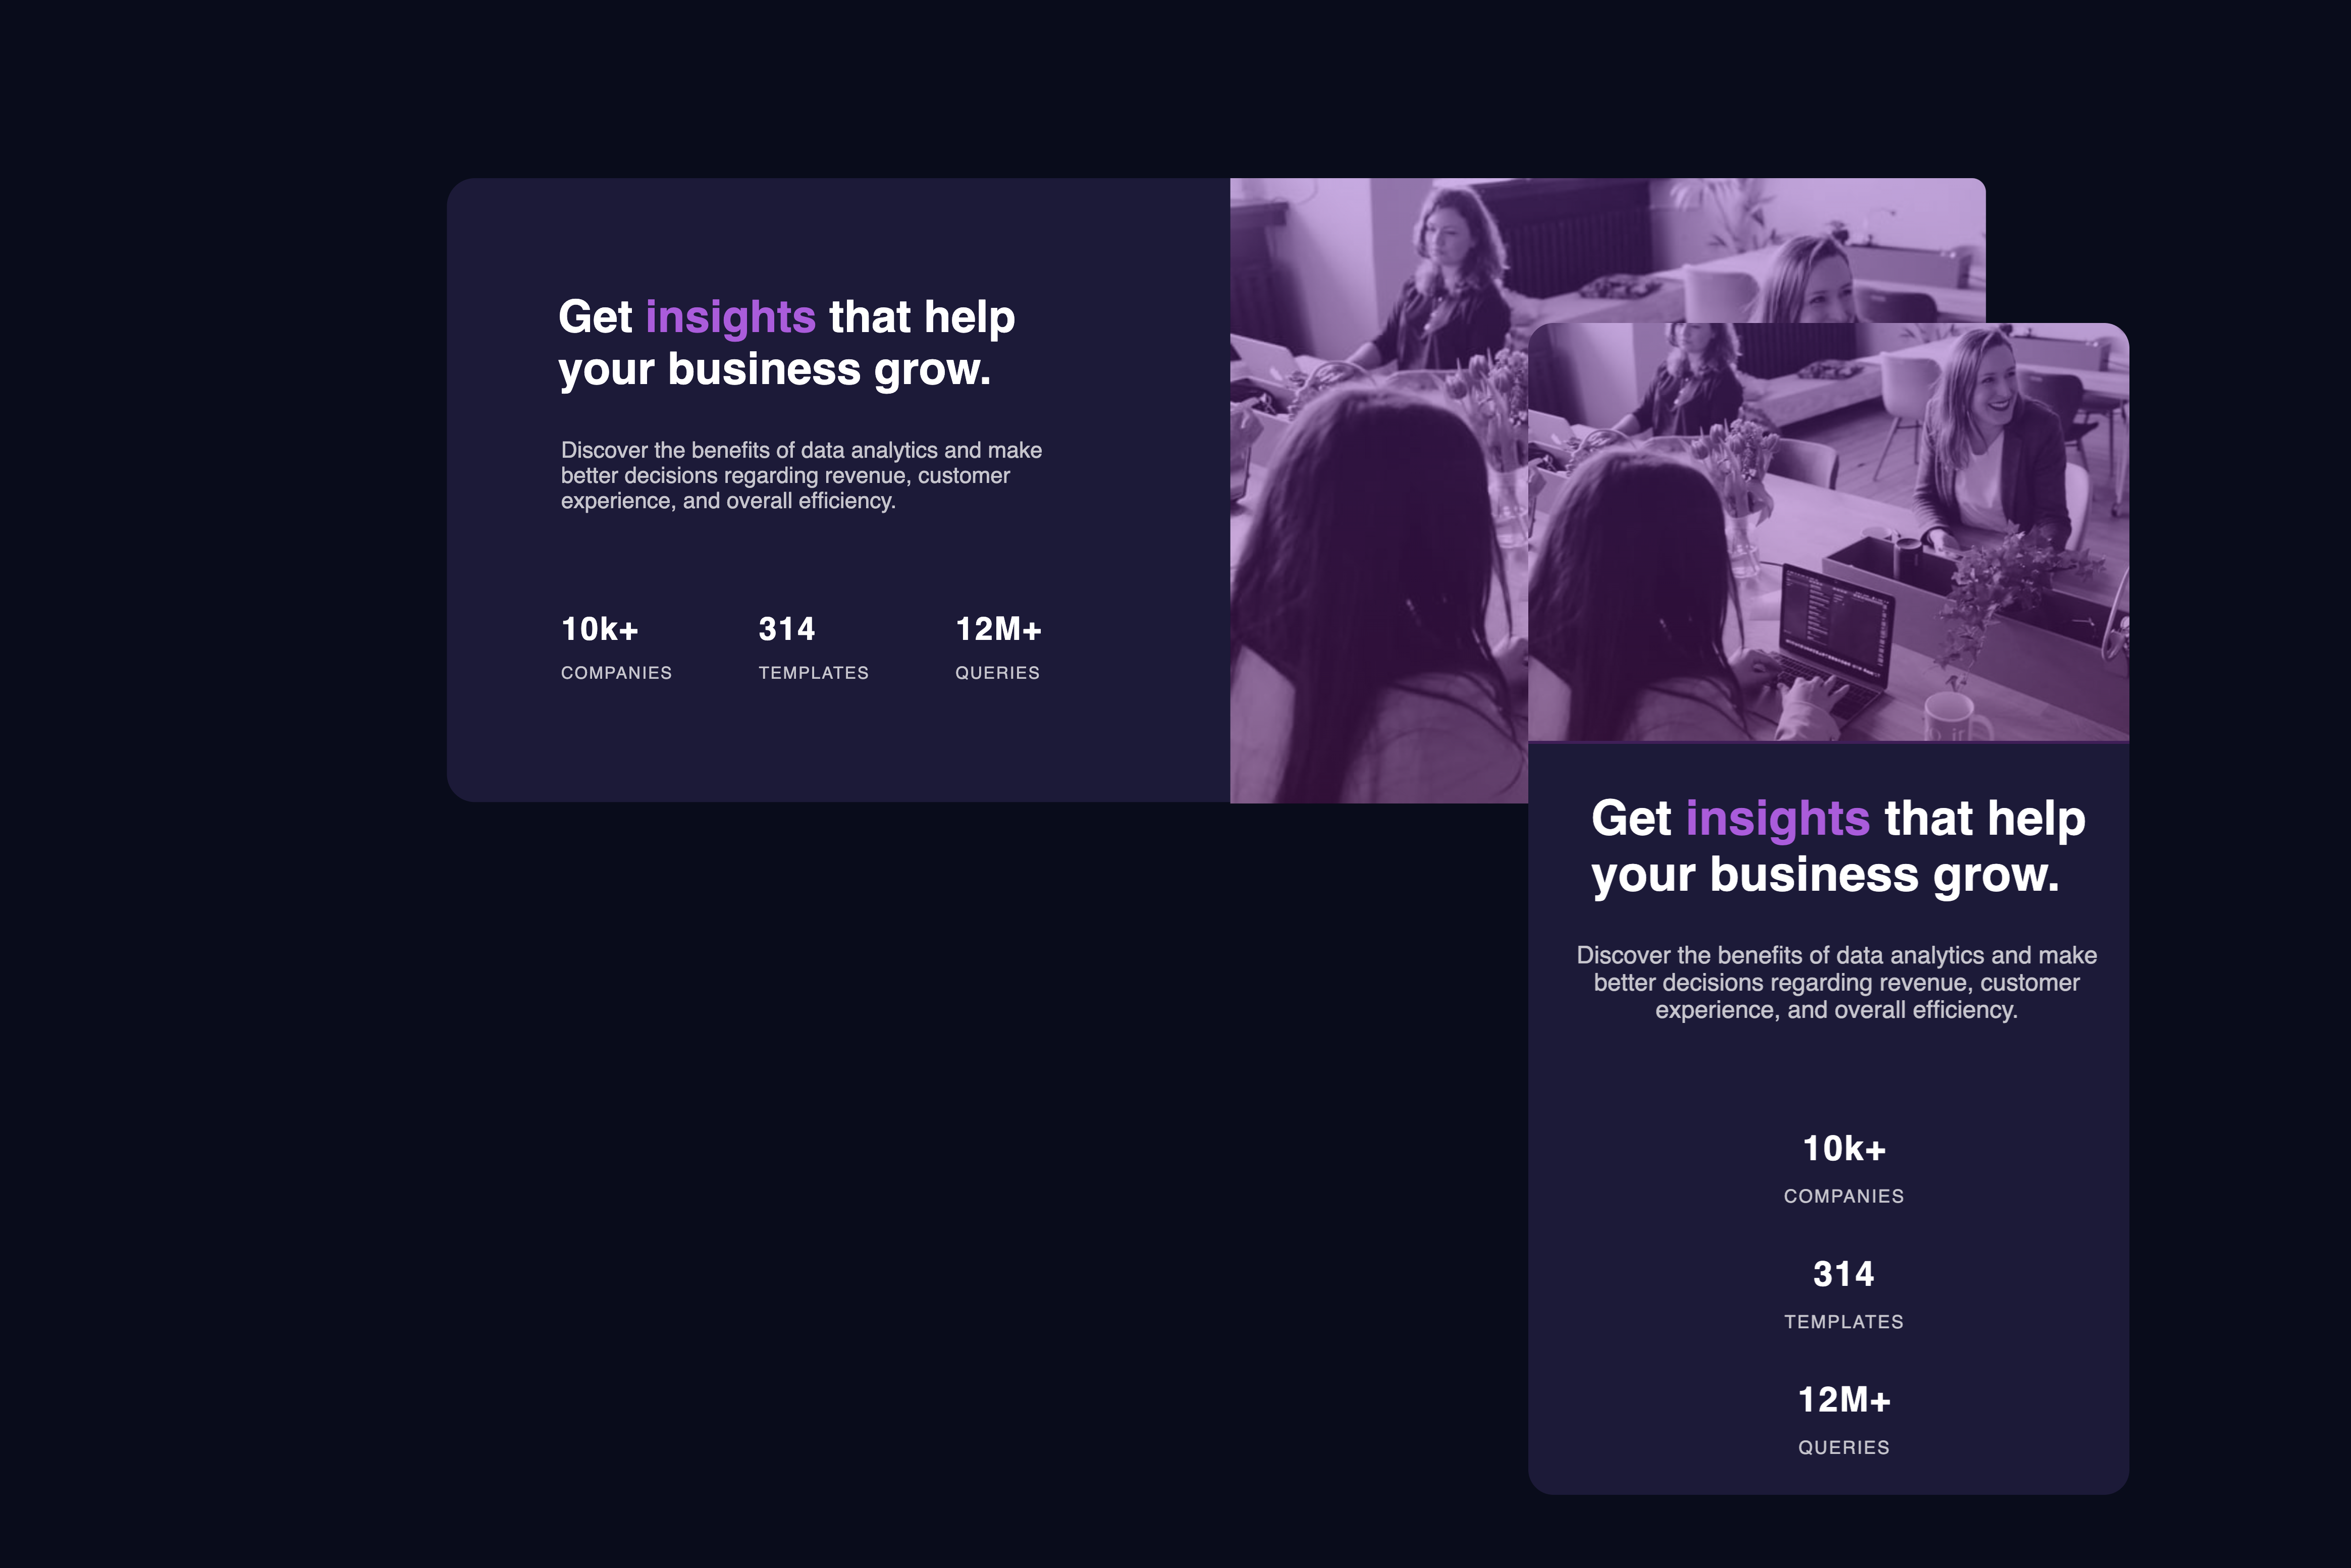 Get insights that help
your business grow.
Discover the benefits of data analytics and make
better decisions regarding revenue, customer
experience, and overall efficiency.
10k+
COMPANIES
314
TEMPLATES
12M+
QUERIES
Get insights that help
your business grow.
Discover the benefits of data analytics and make
better decisions regarding revenue, customer
experience, and overall efficiency.
10k+
COMPANIES
314
TEMPLATES
12M+
QUERIES